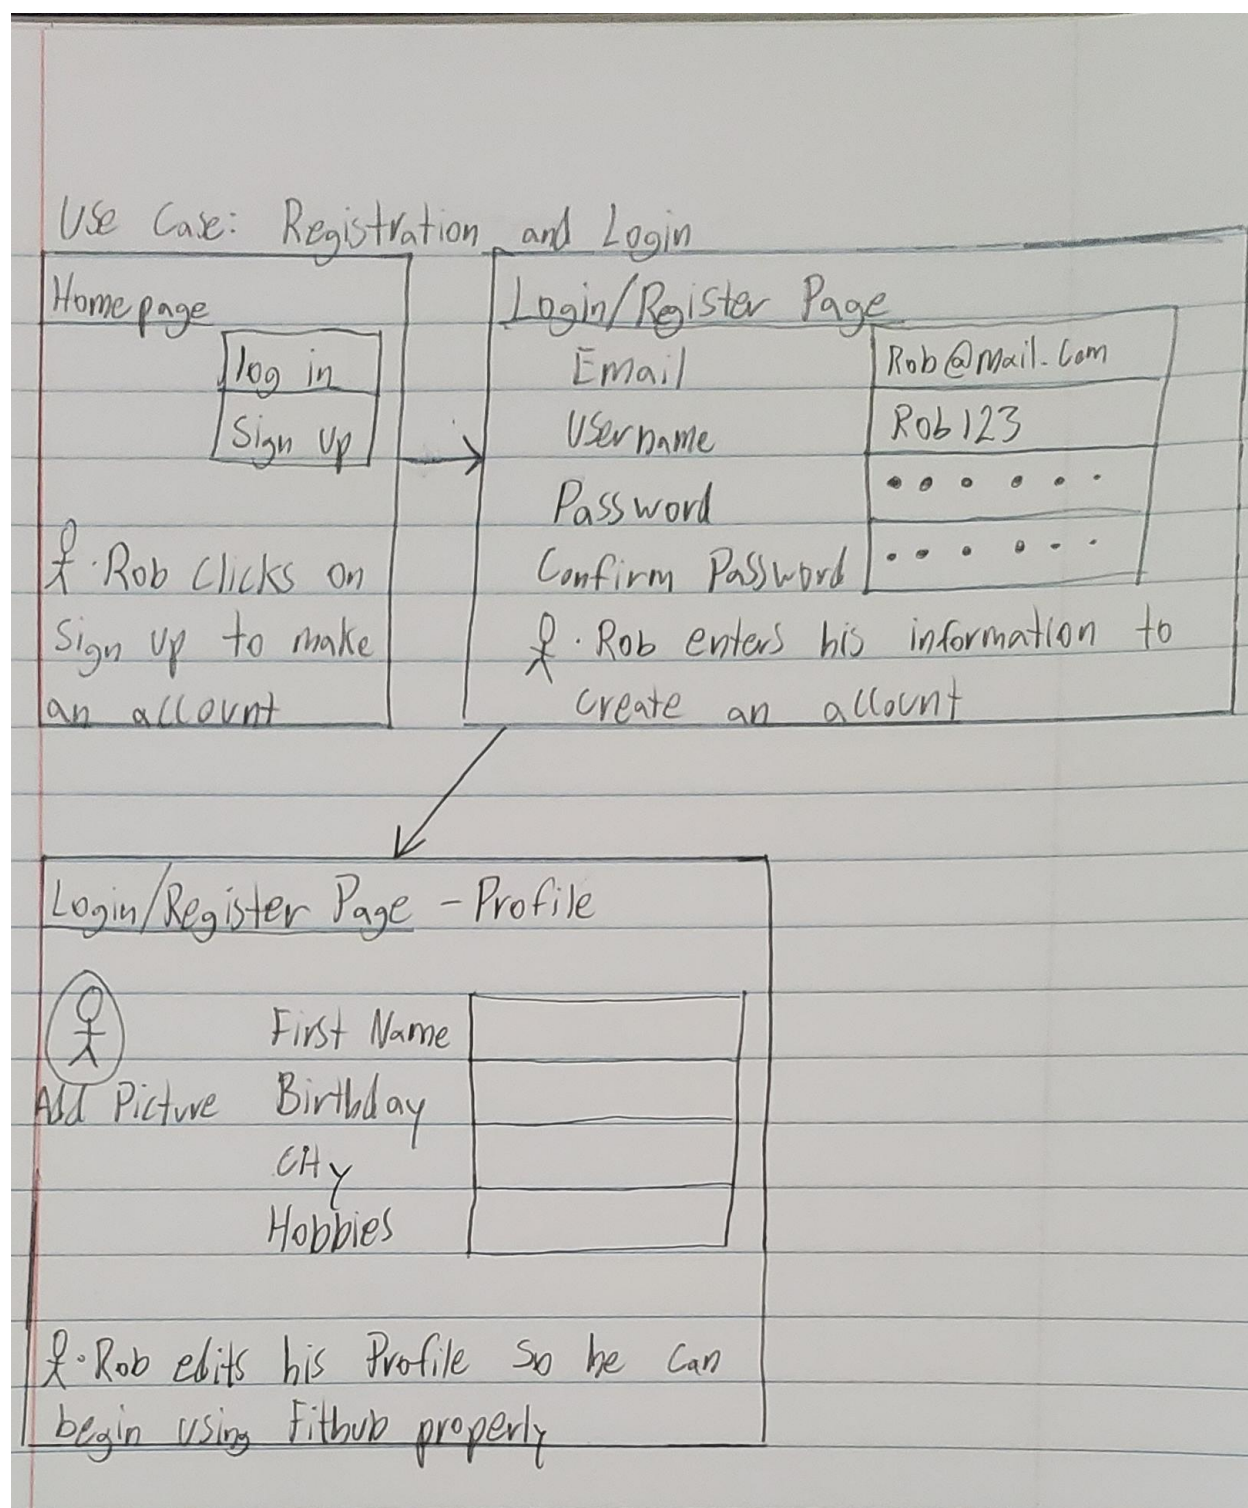 Use Case: Registration and Login
Homepage
log in
Sign up
Rob clicks on
sign up to make
an account
Login/Register Page
Email Rob@mail.com
Username Rob123
Password • • • • • •
Confirm Password • • • • • •
Rob enters his information to
create an account
Login/Register Page - Profile
Add Picture
First Name
Birthday
City
Hobbies
Rob edits his Profile so he can
begin using Fithub properly